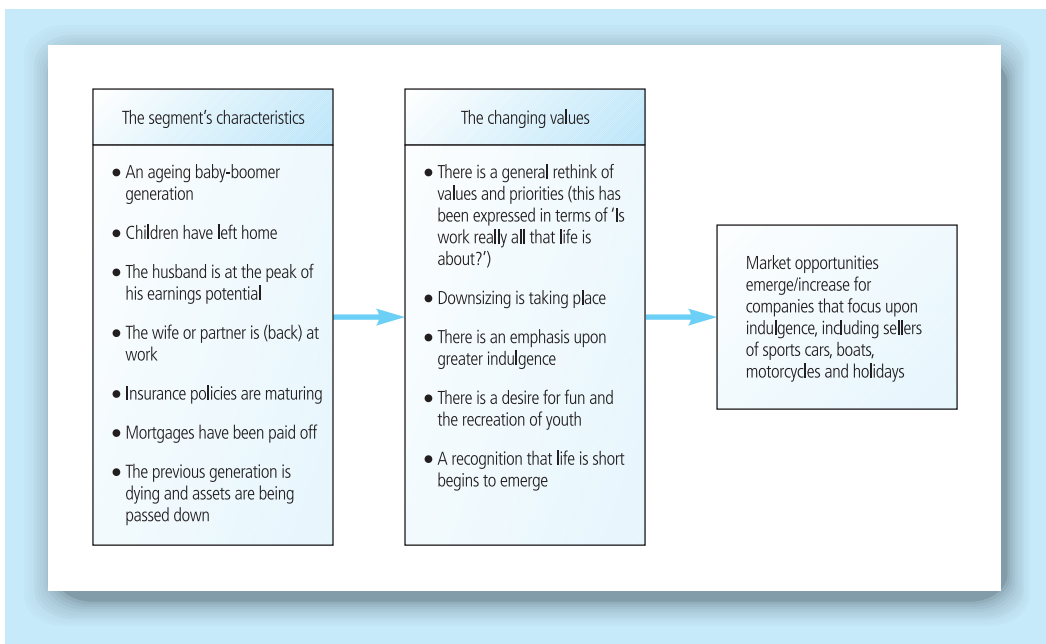 The segment's characteristics
● An ageing baby-boomer
generation
● Children have left home
● The husband is at the peak of
his earnings potential
● The wife or partner is (back) at
work
● Insurance policies are maturing
● Mortgages have been paid off
● The previous generation is
dying and assets are being
passed down
The changing values
● There is a general rethink of
values and priorities (this has
been expressed in terms of 'Is
work really all that life is
about?')
● Downsizing is taking place
● There is an emphasis upon
greater indulgence
● There is a desire for fun and
the recreation of youth
● A recognition that life is short
begins to emerge
Market opportunities
emerge/increase for
companies that focus upon
indulgence, including sellers
of sports cars, boats,
motorcycles and holidays